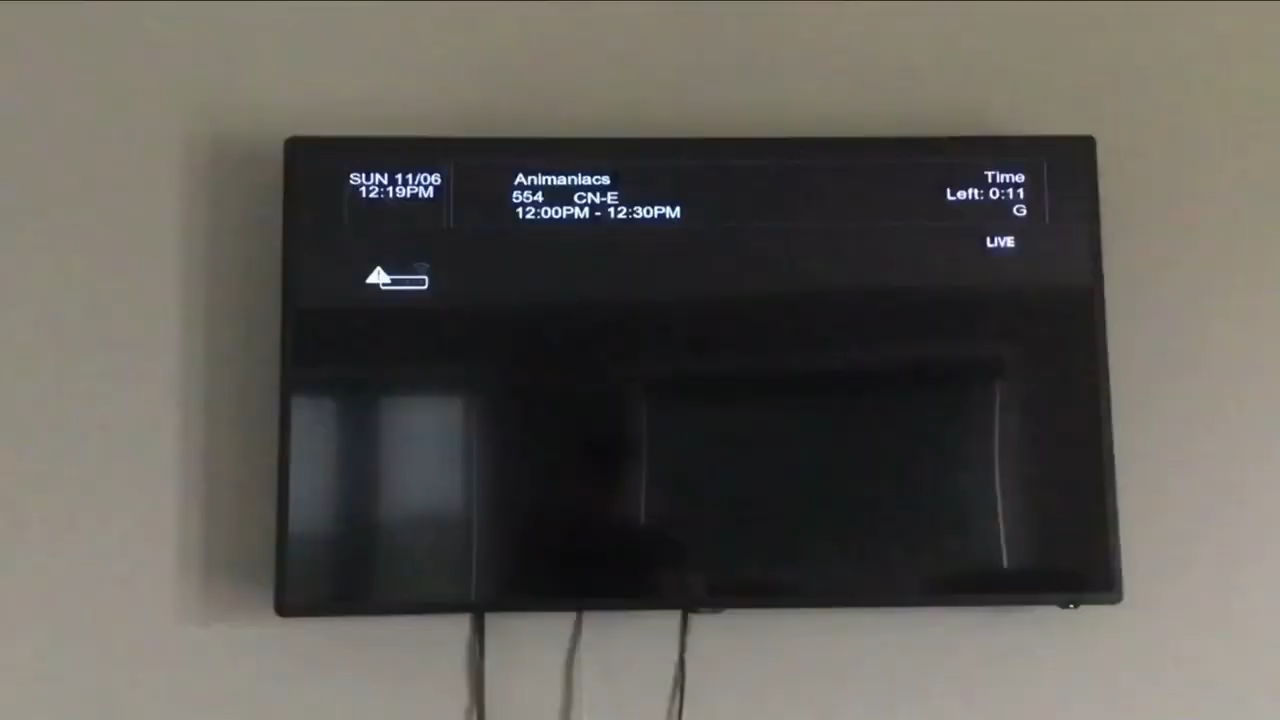 SUN 11/06
12:19PM
Animaniacs
554 CN-E
12:00PM - 12:30PM
Time
Left: 0:11
G
LIVE